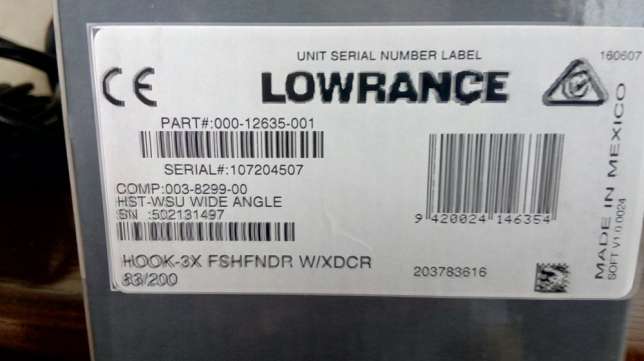 UNIT SERIAL NUMBER LABEL
160607
CE
LOWRANCE
PART#:000-12635-001
SERIAL#:107204507
COMP:003-8299-00
HST-WSU WIDE ANGLE
SN :502131497
9 420024 146354
HOOK-3X FSHFNDR W/XDCR
83/200
203783616
MADE IN MEXICO
SOFT V1.0.0024